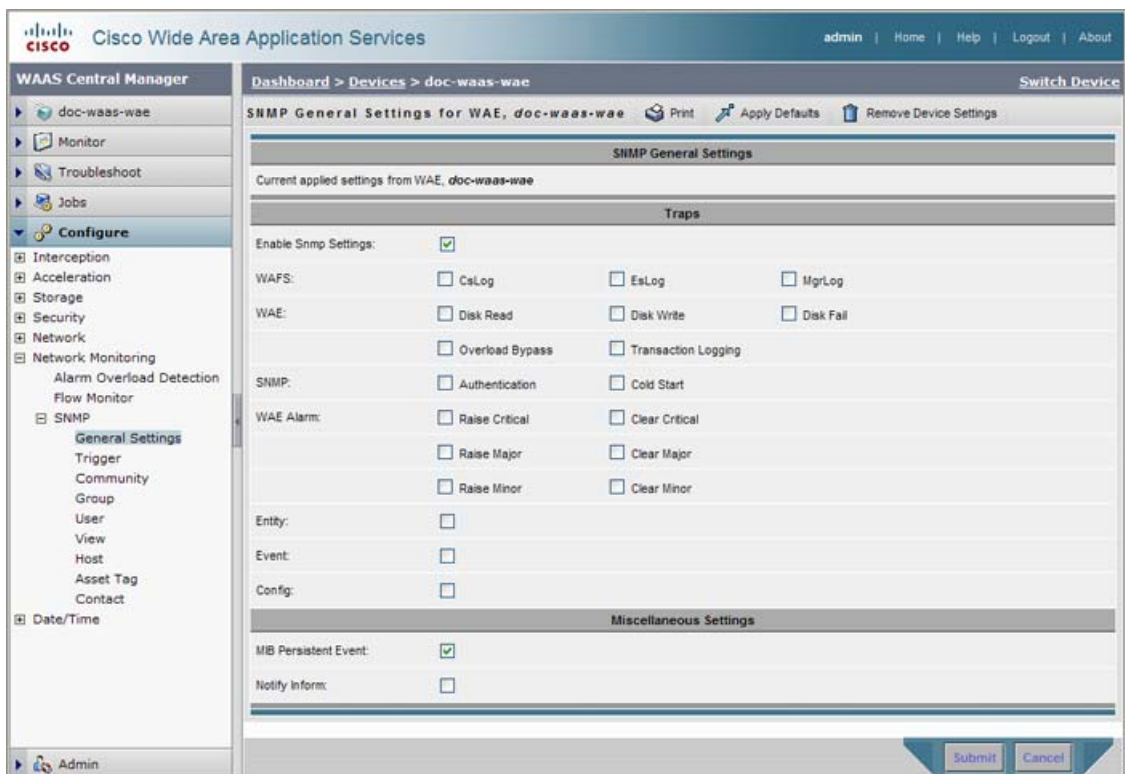 CISCO Cisco Wide Area Application Services
admin | Home | Help | Logout | About
WAAS Central Manager
doc-waas-wae
Monitor
Troubleshoot
Jobs
Configure
Interception
Acceleration
Storage
Security
Network
Network Monitoring
Alarm Overload Detection
Flow Monitor
SNMP
General Settings
Trigger
Community
Group
User
View
Host
Asset Tag
Contact
Date/Time
Admin
Dashboard > Devices > doc-waas-wae
Switch Device
SNMP General Settings for WAE, doc-waas-wae Print Apply Defaults Remove Device Settings
SNMP General Settings
Current applied settings from WAE, doc-waas-wae
Traps
Enable Snmp Settings:
WAFS: CsLog EsLog MgrLog
WAE: Disk Read Disk Write Disk Fail
Overload Bypass Transaction Logging
SNMP: Authentication Cold Start
WAE Alarm: Raise Critical Clear Critical
Raise Major Clear Major
Raise Minor Clear Minor
Entity:
Event:
Config:
Miscellaneous Settings
MIB Persistent Event:
Notify Inform:
Submit Cancel